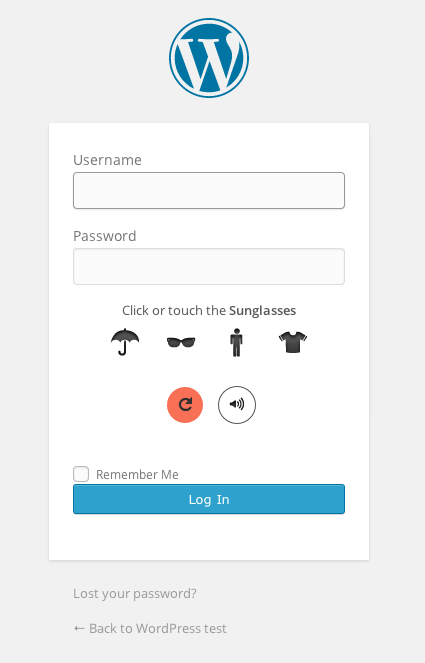 Username
Password
Click or touch the Sunglasses
Remember Me
Log In
Lost your password?
← Back to WordPress test